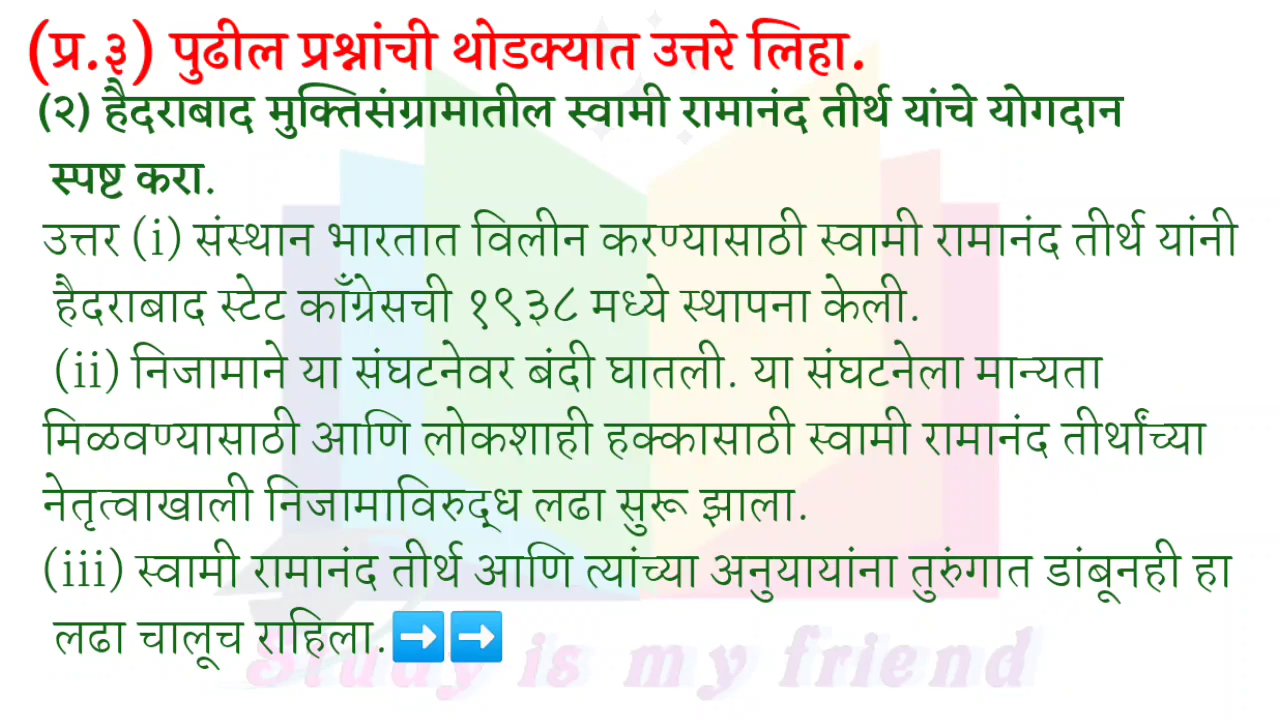 (प्र.३) पुढील प्रश्नांची थोडक्यात उत्तरे लिहा.
(२) हैदराबाद मुक्तिसंग्रामातील स्वामी रामानंद तीर्थ यांचे योगदान
स्पष्ट करा.
उत्तर (i) संस्थान भारतात विलीन करण्यासाठी स्वामी रामानंद तीर्थ यांनी
हैदराबाद स्टेट काँग्रेसची १९३८ मध्ये स्थापना केली.
(ii) निजामाने या संघटनेवर बंदी घातली. या संघटनेला मान्यता
मिळवण्यासाठी आणि लोकशाही हक्कासाठी स्वामी रामानंद तीर्थांच्या
नेतृत्वाखाली निजामाविरुद्ध लढा सुरू झाला.
(iii) स्वामी रामानंद तीर्थ आणि त्यांच्या अनुयायांना तुरुंगात डांबूनही हा
लढा चालूच राहिला.➡️➡️
Study is my friend